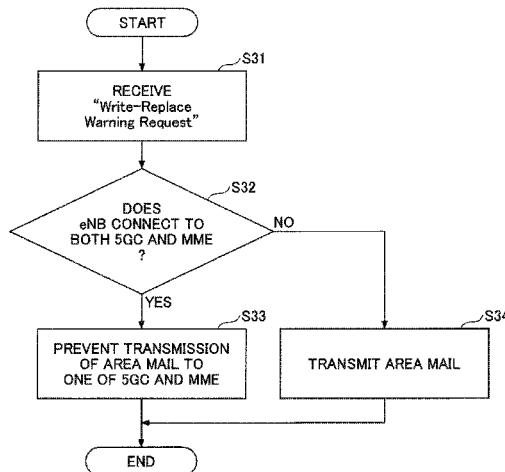 START
S31
RECEIVE
"Write-Replace
Warning Request"
S32
DOES
eNB CONNECT TO
BOTH 5GC AND MME
?
NO
YES
S33
PREVENT TRANSMISSION
OF AREA MAIL TO
ONE OF 5GC AND MME
S34
TRANSMIT AREA MAIL
END